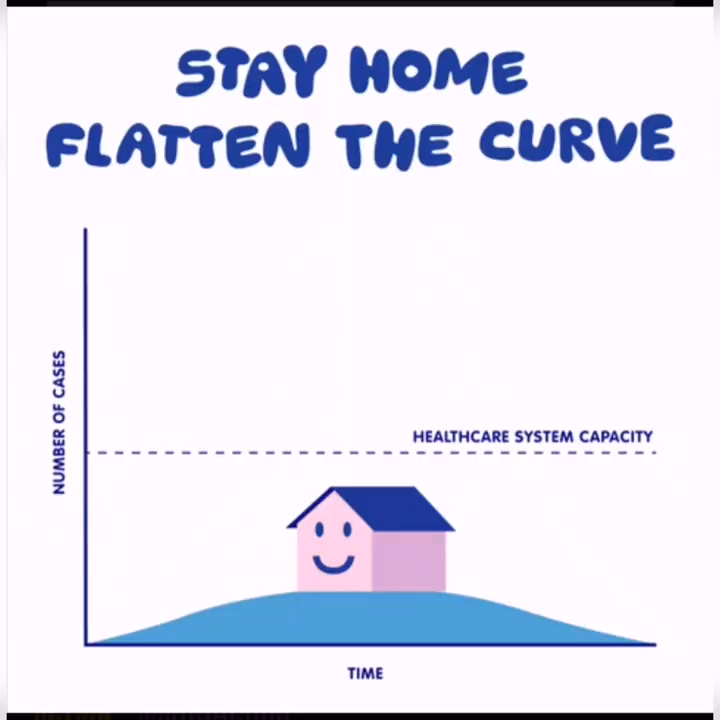 STAY HOME
FLATTEN THE CURVE
NUMBER OF CASES
HEALTHCARE SYSTEM CAPACITY
TIME